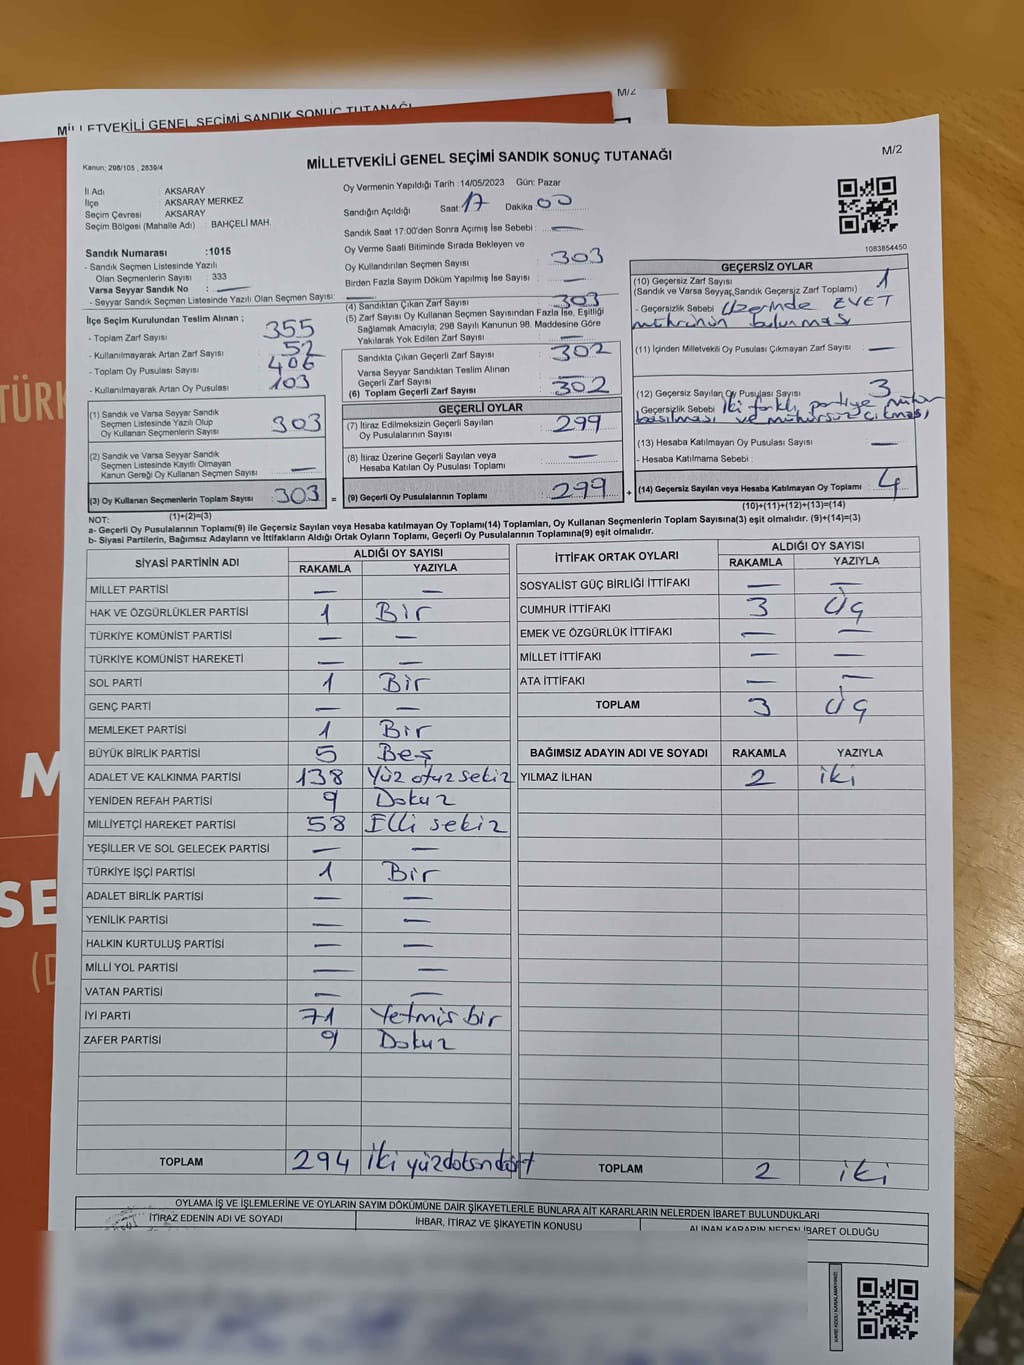 M/2
MİLLETVEKİLİ GENEL SEÇİMİ SANDIK SONUÇ TUTANAĞI
TÜRK
M
SE
(D
Kanun: 298/105 , 2839/4
MİLLETVEKİLİ GENEL SEÇİMİ SANDIK SONUÇ TUTANAĞI
M/2
İl Adı : AKSARAY
İlçe : AKSARAY MERKEZ
Seçim Çevresi : AKSARAY
Seçim Bölgesi (Mahalle Adı) : BAHÇELİ MAH.
Sandık Numarası :1015
- Sandık Seçmen Listesinde Yazılı
Olan Seçmenlerin Sayısı : 333
Varsa Seyyar Sandık No : —
- Seyyar Sandık Seçmen Listesinde Yazılı Olan Seçmen Sayısı: —
İlçe Seçim Kurulundan Teslim Alınan ;
- Toplam Zarf Sayısı : 355
- Kullanılmayarak Artan Zarf Sayısı : 52
- Toplam Oy Pusulası Sayısı : 406
- Kullanılmayarak Artan Oy Pusulası : 103
(1) Sandık ve Varsa Seyyar Sandık
Seçmen Listesinde Yazılı Olup
Oy Kullanan Seçmenlerin Sayısı : 303
(2) Sandık ve Varsa Seyyar Sandık
Seçmen Listesinde Kayıtlı Olmayan
Kanun Gereği Oy Kullanan Seçmen Sayısı : —
(3) Oy Kullanan Seçmenlerin Toplam Sayısı : 303 =
(1)+(2)=(3)
Oy Vermenin Yapıldığı Tarih :14/05/2023 Gün: Pazar
Sandığın Açıldığı Saat: 17 Dakika 00
Sandık Saat 17:00'den Sonra Açımış İse Sebebi : —
Oy Verme Saati Bitiminde Sırada Bekleyen ve
Oy Kullandırılan Seçmen Sayısı : 303
Birden Fazla Sayım Döküm Yapılmış İse Sayısı : —
(4) Sandıktan Çıkan Zarf Sayısı : 303
(5) Zarf Sayısı Oy Kullanan Seçmen Sayısından Fazla İse, Eşitliği
Sağlamak Amacıyla, 298 Sayılı Kanunun 98. Maddesine Göre
Yakılarak Yok Edilen Zarf Sayısı : —
Sandıkta Çıkan Geçerli Zarf Sayısı : 302
Varsa Seyyar Sandıktan Teslim Alınan
Geçerli Zarf Sayısı : —
(6) Toplam Geçerli Zarf Sayısı : 302
GEÇERLİ OYLAR
(7) İtiraz Edilmeksizin Geçerli Sayılan
Oy Pusulalarının Sayısı : 299
(8) İtiraz Üzerine Geçerli Sayılan veya
Hesaba Katılan Oy Pusulası Toplamı : —
(9) Geçerli Oy Pusulalarının Toplamı : 299 +
1083854450
GEÇERSİZ OYLAR
(10) Geçersiz Zarf Sayısı : 1
(Sandık ve Varsa Seyyar Sandık Geçersiz Zarf Toplamı)
- Geçersizlik Sebebi : Üzerinde EVET
mührünün bulunması
(11) İçinden Milletvekili Oy Pusulası Çıkmayan Zarf Sayısı : —
(12) Geçersiz Sayılan Oy Pusulası Sayısı : 3
- Geçersizlik Sebebi : İki farklı partiye mühür
basılması ve mühürsüz çıkması,
(13) Hesaba Katılmayan Oy Pusulası Sayısı : —
- Hesaba Katılmama Sebebi :
(14) Geçersiz Sayılan veya Hesaba Katılmayan Oy Toplamı : 4
(10)+(11)+(12)+(13)=(14)
NOT:
a- Geçerli Oy Pusulalarının Toplamı(9) ile Geçersiz Sayılan veya Hesaba katılmayan Oy Toplamı(14) Toplamları, Oy Kullanan Seçmenlerin Toplam Sayısına(3) eşit olmalıdır. (9)+(14)=(3)
b- Siyasi Partilerin, Bağımsız Adayların ve İttifakların Aldığı Ortak Oyların Toplamı, Geçerli Oy Pusulalarının Toplamına(9) eşit olmalıdır.
SİYASİ PARTİNİN ADI ALDIĞI OY SAYISI
RAKAMLA YAZIYLA
MİLLET PARTİSİ — —
HAK VE ÖZGÜRLÜKLER PARTİSİ 1 Bir
TÜRKİYE KOMÜNİST PARTİSİ — —
TÜRKİYE KOMÜNİST HAREKETİ — —
SOL PARTİ 1 Bir
GENÇ PARTİ — —
MEMLEKET PARTİSİ 1 Bir
BÜYÜK BİRLİK PARTİSİ 5 Beş
ADALET VE KALKINMA PARTİSİ 138 Yüz otuz sekiz
YENİDEN REFAH PARTİSİ 9 Dokuz
MİLLİYETÇİ HAREKET PARTİSİ 58 Elli sekiz
YEŞİLLER VE SOL GELECEK PARTİSİ — —
TÜRKİYE İŞÇİ PARTİSİ 1 Bir
ADALET BİRLİK PARTİSİ — —
YENİLİK PARTİSİ — —
HALKIN KURTULUŞ PARTİSİ — —
MİLLİ YOL PARTİSİ — —
VATAN PARTİSİ — —
İYİ PARTİ 71 Yetmiş bir
ZAFER PARTİSİ 9 Dokuz
TOPLAM 294 iki yüzdoksandört
İTTİFAK ORTAK OYLARI ALDIĞI OY SAYISI
RAKAMLA YAZIYLA
SOSYALİST GÜÇ BİRLİĞİ İTTİFAKI — —
CUMHUR İTTİFAKI 3 üç
EMEK VE ÖZGÜRLÜK İTTİFAKI — —
MİLLET İTTİFAKI — —
ATA İTTİFAKI — —
TOPLAM 3 üç
BAĞIMSIZ ADAYIN ADI VE SOYADI RAKAMLA YAZIYLA
YILMAZ İLHAN 2 iki
TOPLAM 2 iki
OYLAMA İŞ VE İŞLEMLERİNE VE OYLARIN SAYIM DÖKÜMÜNE DAİR ŞİKAYETLERLE BUNLARA AİT KARARLARIN NELERDEN İBARET BULUNDUKLARI
İTİRAZ EDENİN ADI VE SOYADI İHBAR, İTİRAZ VE ŞİKAYETİN KONUSU ALINAN KARARIN NEDEN İBARET OLDUĞU
KARE KODU KARALAMAYINIZ!